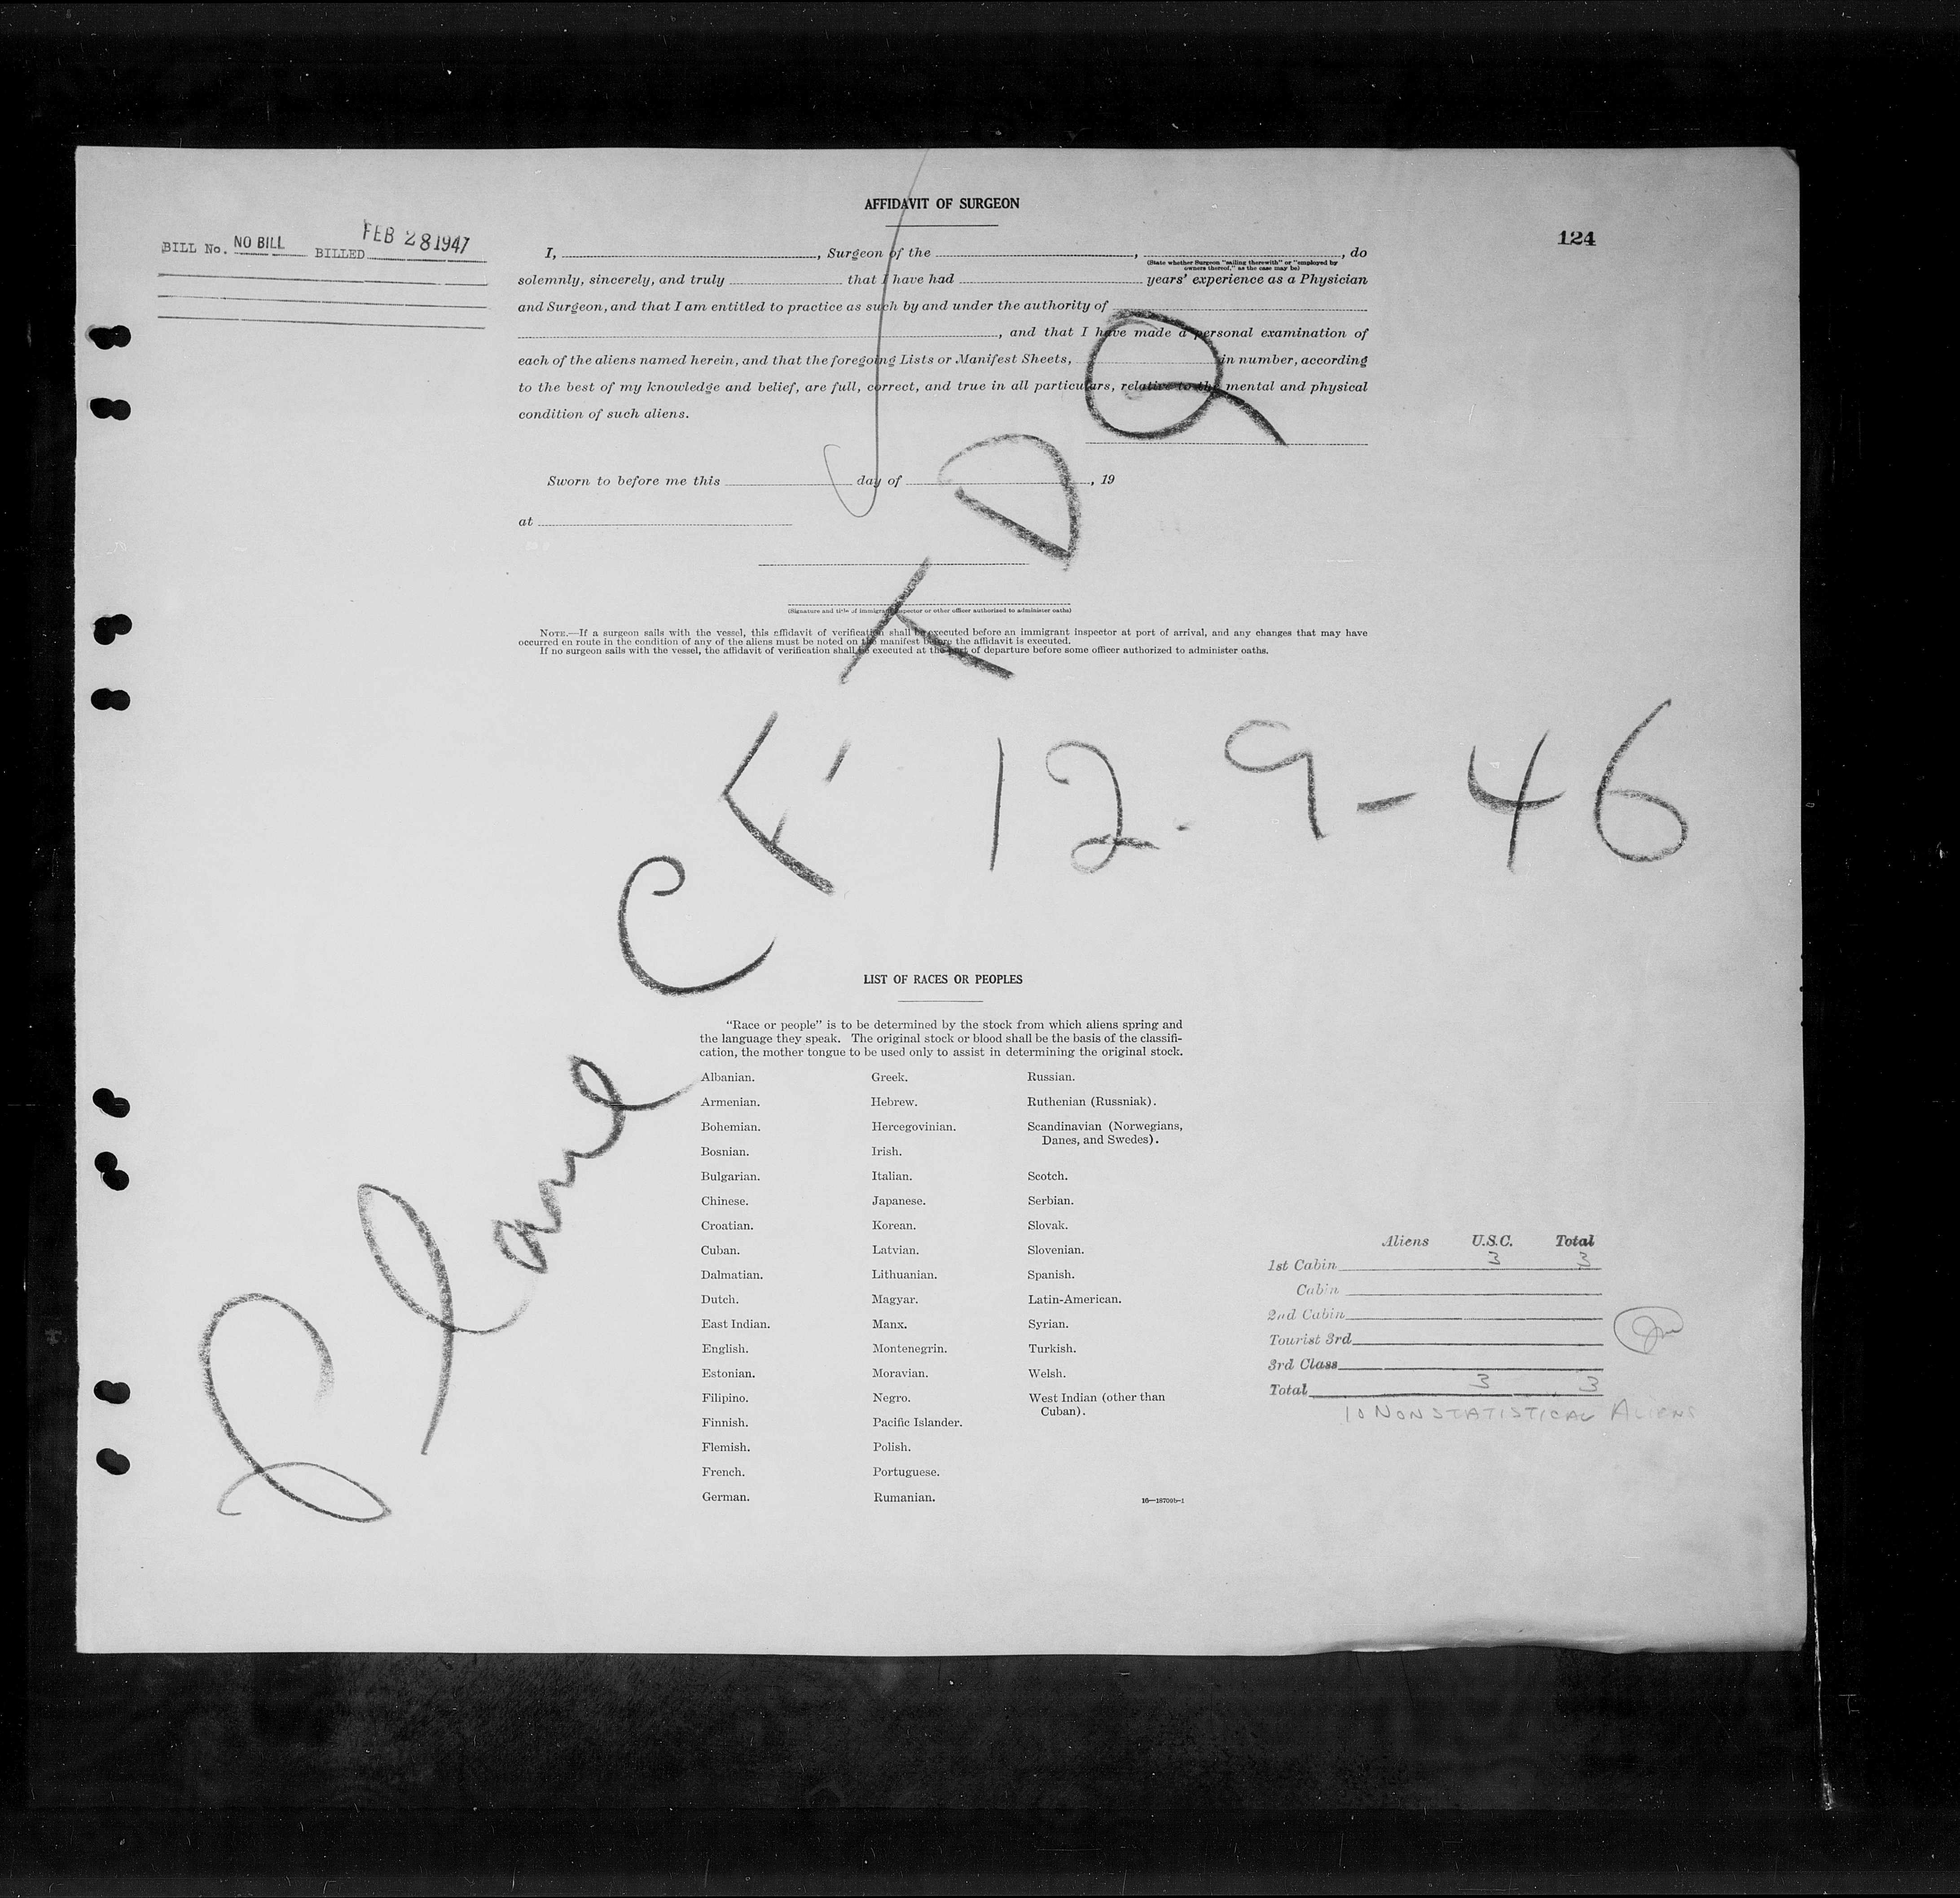 AFFIDAVIT OF SURGEON
124
BILL No. NO BILL BILLED FEB 28 1947
I, , Surgeon of the , , do
(State whether Surgeon "sailing therewith" or "employed by
owners thereof," as the case may be)
solemnly, sincerely, and truly that I have had years' experience as a Physician
and Surgeon, and that I am entitled to practice as such by and under the authority of
, and that I have made a personal examination of
each of the aliens named herein, and that the foregoing Lists or Manifest Sheets, in number, according
to the best of my knowledge and belief, are full, correct, and true in all particulars, relative to the mental and physical
condition of such aliens.
Sworn to before me this day of , 19
at
(Signature and title of immigrant inspector or other officer authorized to administer oaths)
NOTE.—If a surgeon sails with the vessel, this affidavit of verification shall be executed before an immigrant inspector at port of arrival, and any changes that may have
occurred en route in the condition of any of the aliens must be noted on the manifest before the affidavit is executed.
If no surgeon sails with the vessel, the affidavit of verification shall be executed at the port of departure before some officer authorized to administer oaths.
Plane CF-TDQ
12-9-46
LIST OF RACES OR PEOPLES
"Race or people" is to be determined by the stock from which aliens spring and
the language they speak. The original stock or blood shall be the basis of the classifi-
cation, the mother tongue to be used only to assist in determining the original stock.
Albanian.
Armenian.
Bohemian.
Bosnian.
Bulgarian.
Chinese.
Croatian.
Cuban.
Dalmatian.
Dutch.
East Indian.
English.
Estonian.
Filipino.
Finnish.
Flemish.
French.
German.
Greek.
Hebrew.
Hercegovinian.
Irish.
Italian.
Japanese.
Korean.
Latvian.
Lithuanian.
Magyar.
Manx.
Montenegrin.
Moravian.
Negro.
Pacific Islander.
Polish.
Portuguese.
Rumanian.
Russian.
Ruthenian (Russniak).
Scandinavian (Norwegians,
Danes, and Swedes).
Scotch.
Serbian.
Slovak.
Slovenian.
Spanish.
Latin-American.
Syrian.
Turkish.
Welsh.
West Indian (other than
Cuban).
16—18709b-1
Aliens U.S.C. Total
1st Cabin 3 3
Cabin
2nd Cabin
Tourist 3rd
3rd Class
Total 3 3
10 NONSTATISTICAL ALIENS